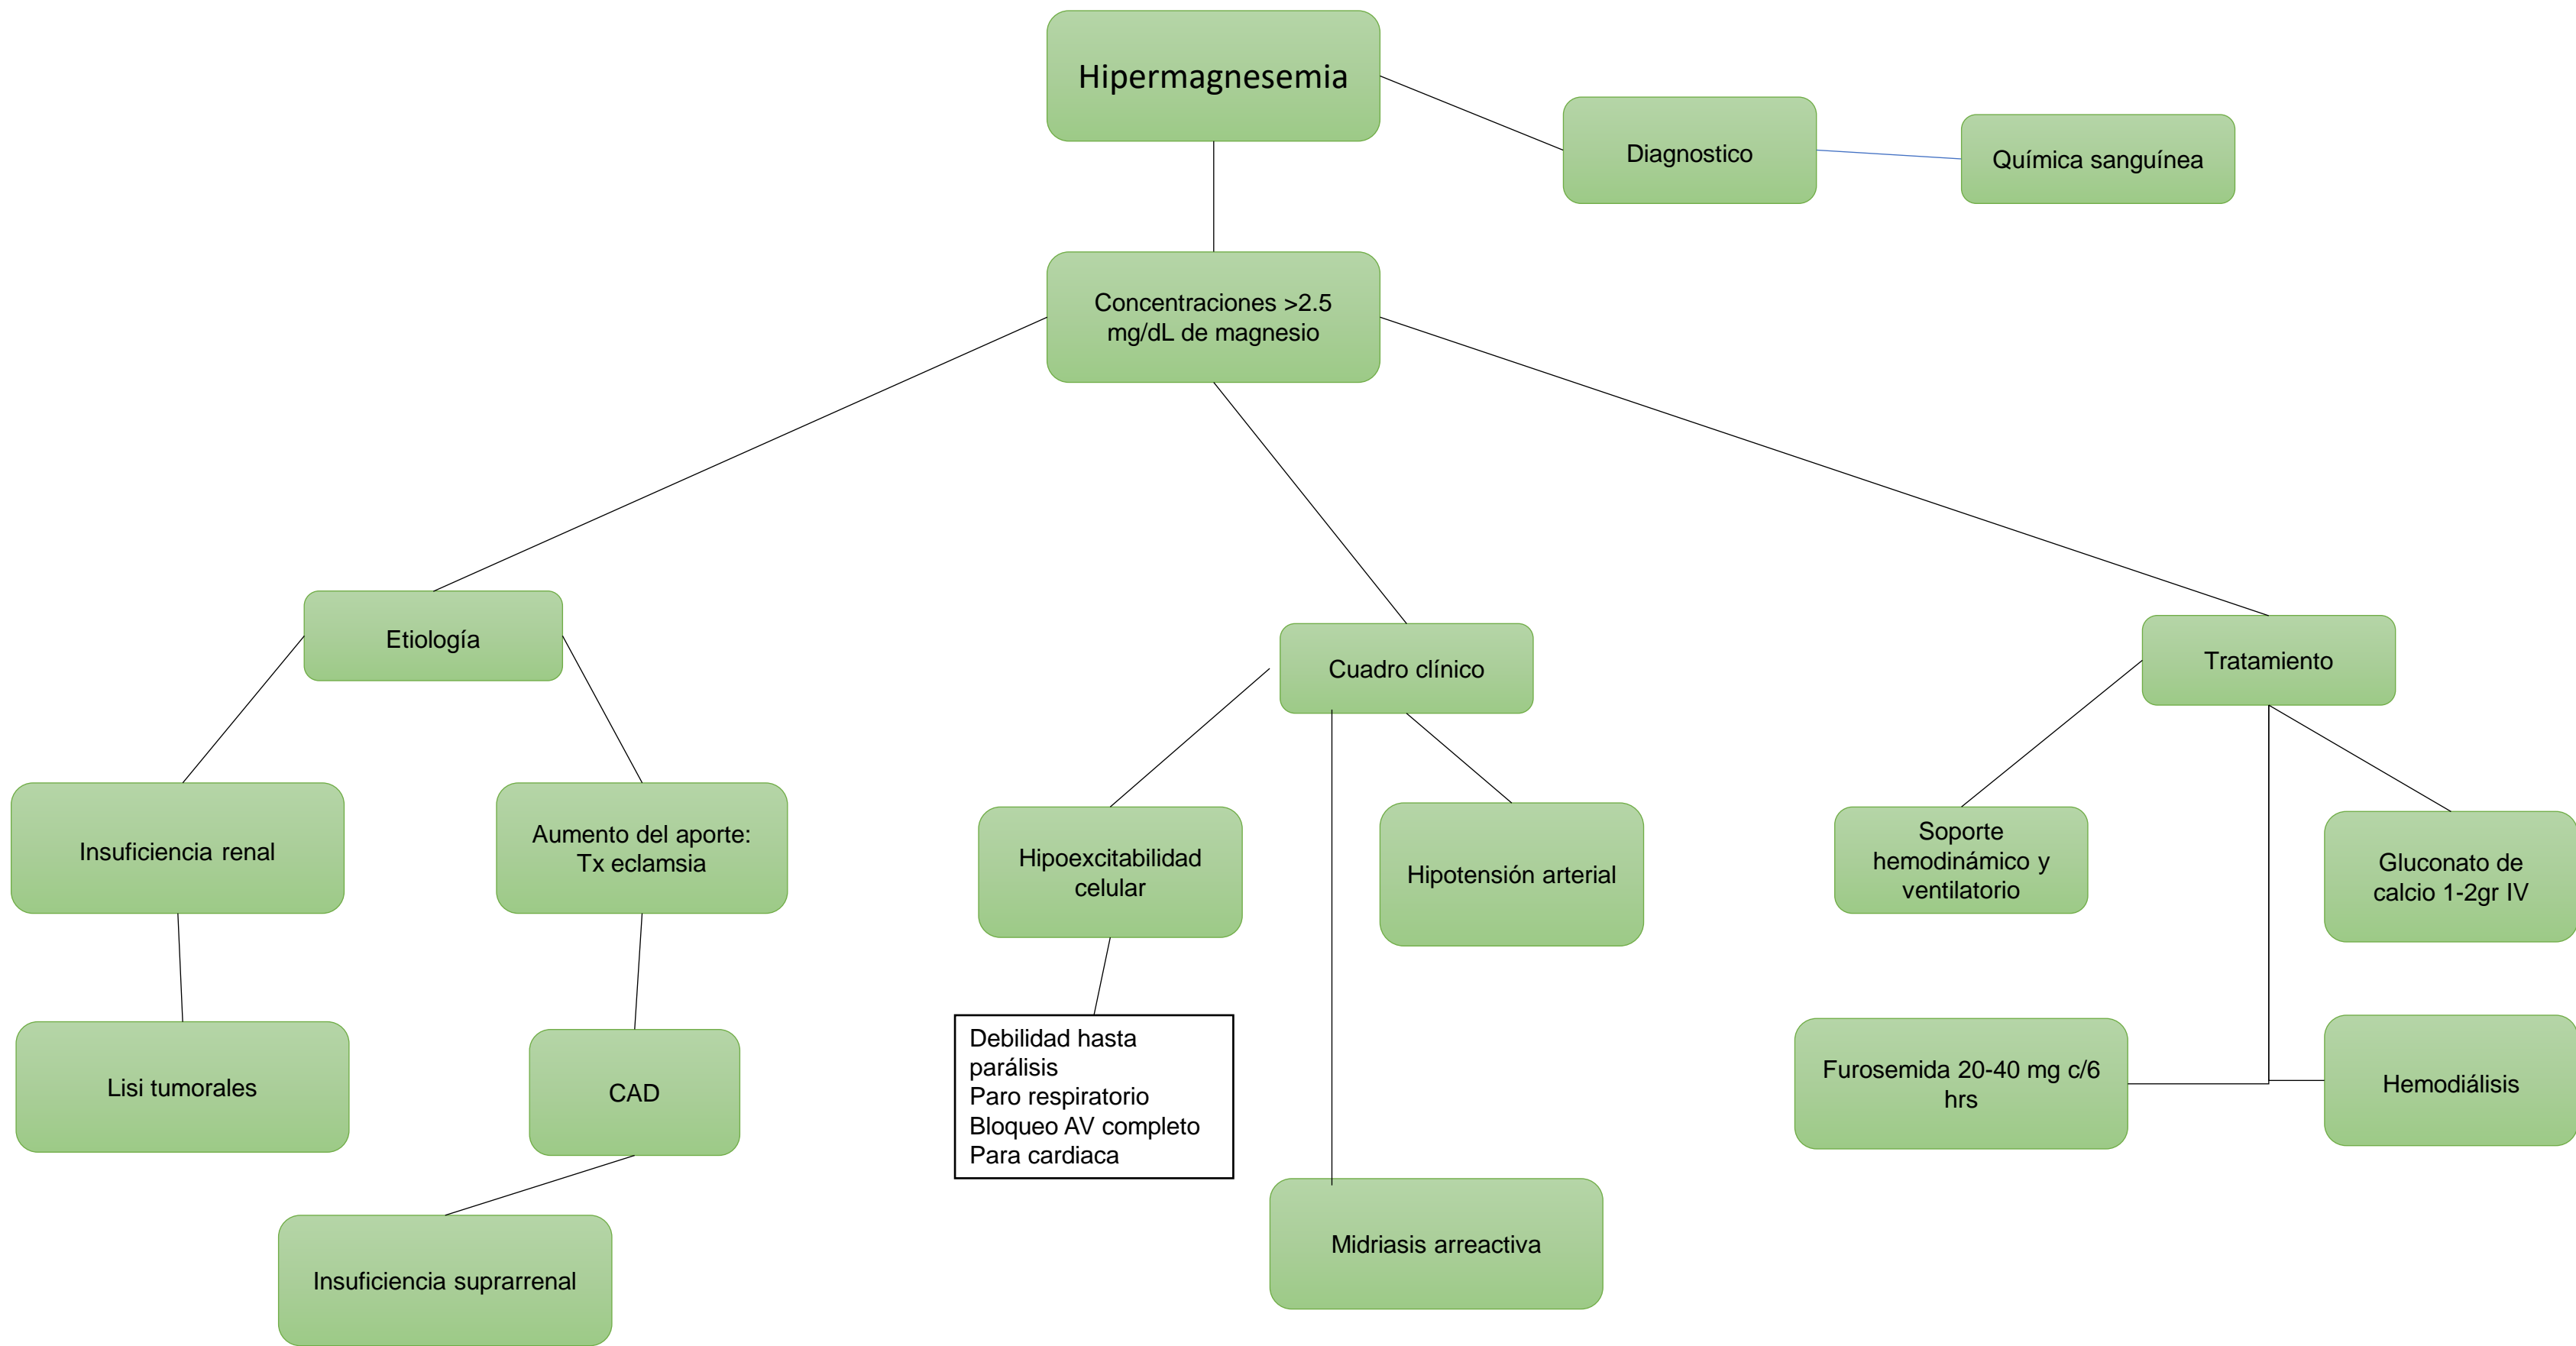 Hipermagnesemia
Diagnostico
Química sanguínea
Concentraciones >2.5
mg/dL de magnesio
Etiología
Cuadro clínico
Tratamiento
Insuficiencia renal
Aumento del aporte:
Tx eclamsia
Hipoexcitabilidad
celular
Hipotensión arterial
Soporte
hemodinámico y
ventilatorio
Gluconato de
calcio 1-2gr IV
Lisi tumorales
CAD
Debilidad hasta
parálisis
Paro respiratorio
Bloqueo AV completo
Para cardiaca
Furosemida 20-40 mg c/6
hrs
Hemodiálisis
Insuficiencia suprarrenal
Midriasis arreactiva